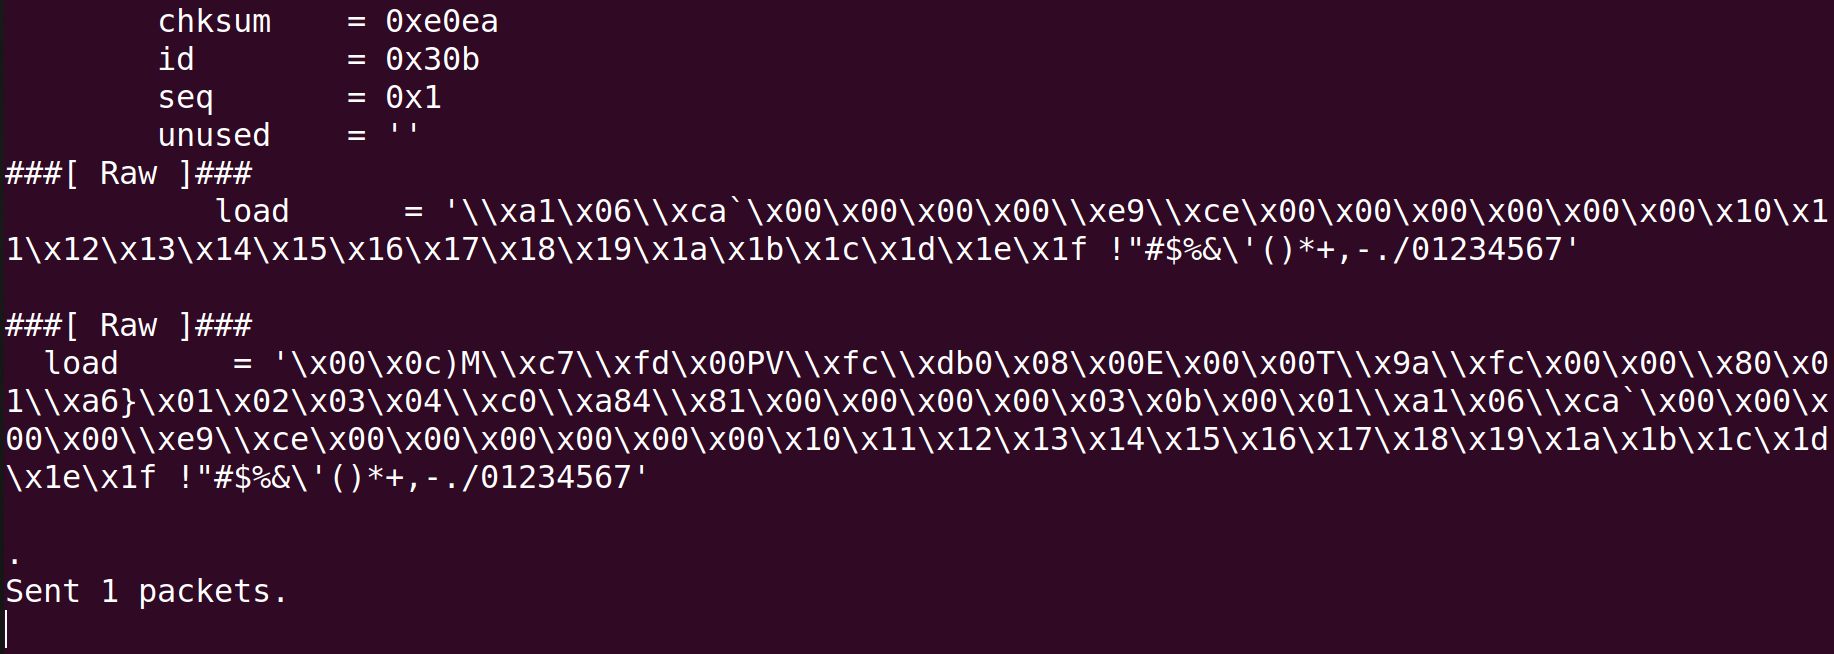 chksum    = 0xe0ea
id        = 0x30b
seq       = 0x1
unused    = ''
###[ Raw ]###
load      = '\\xa1\x06\\xca`\x00\x00\x00\x00\\xe9\\xce\x00\x00\x00\x00\x00\x00\x10\x1
1\x12\x13\x14\x15\x16\x17\x18\x19\x1a\x1b\x1c\x1d\x1e\x1f !"#$%&\'()*+,-./01234567'
###[ Raw ]###
load      = '\x00\x0c)M\\xc7\\xfd\x00PV\\xfc\\xdb0\x08\x00E\x00\x00T\\x9a\\xfc\x00\x00\\x80\x0
1\\xa6}\x01\x02\x03\x04\\xc0\\xa84\\x81\x00\x00\x00\x00\x03\x0b\x00\x01\\xa1\x06\\xca`\x00\x00\x
00\x00\\xe9\\xce\x00\x00\x00\x00\x00\x00\x10\x11\x12\x13\x14\x15\x16\x17\x18\x19\x1a\x1b\x1c\x1d
\x1e\x1f !"#$%&\'()*+,-./01234567'
.
Sent 1 packets.